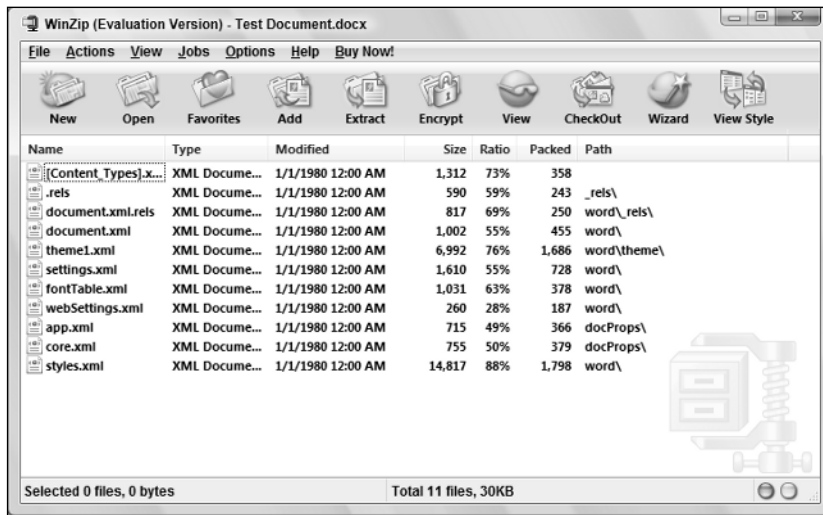 WinZip (Evaluation Version) - Test Document.docx
File Actions View Jobs Options Help Buy Now!
New Open Favorites Add Extract Encrypt View CheckOut Wizard View Style
Name Type Modified Size Ratio Packed Path
[Content_Types].x... XML Docume... 1/1/1980 12:00 AM 1,312 73% 358
.rels XML Docume... 1/1/1980 12:00 AM 590 59% 243 _rels\
document.xml.rels XML Docume... 1/1/1980 12:00 AM 817 69% 250 word\_rels\
document.xml XML Docume... 1/1/1980 12:00 AM 1,002 55% 455 word\
theme1.xml XML Docume... 1/1/1980 12:00 AM 6,992 76% 1,686 word\theme\
settings.xml XML Docume... 1/1/1980 12:00 AM 1,610 55% 728 word\
fontTable.xml XML Docume... 1/1/1980 12:00 AM 1,031 63% 378 word\
webSettings.xml XML Docume... 1/1/1980 12:00 AM 260 28% 187 word\
app.xml XML Docume... 1/1/1980 12:00 AM 715 49% 366 docProps\
core.xml XML Docume... 1/1/1980 12:00 AM 755 50% 379 docProps\
styles.xml XML Docume... 1/1/1980 12:00 AM 14,817 88% 1,798 word\
Selected 0 files, 0 bytes Total 11 files, 30KB